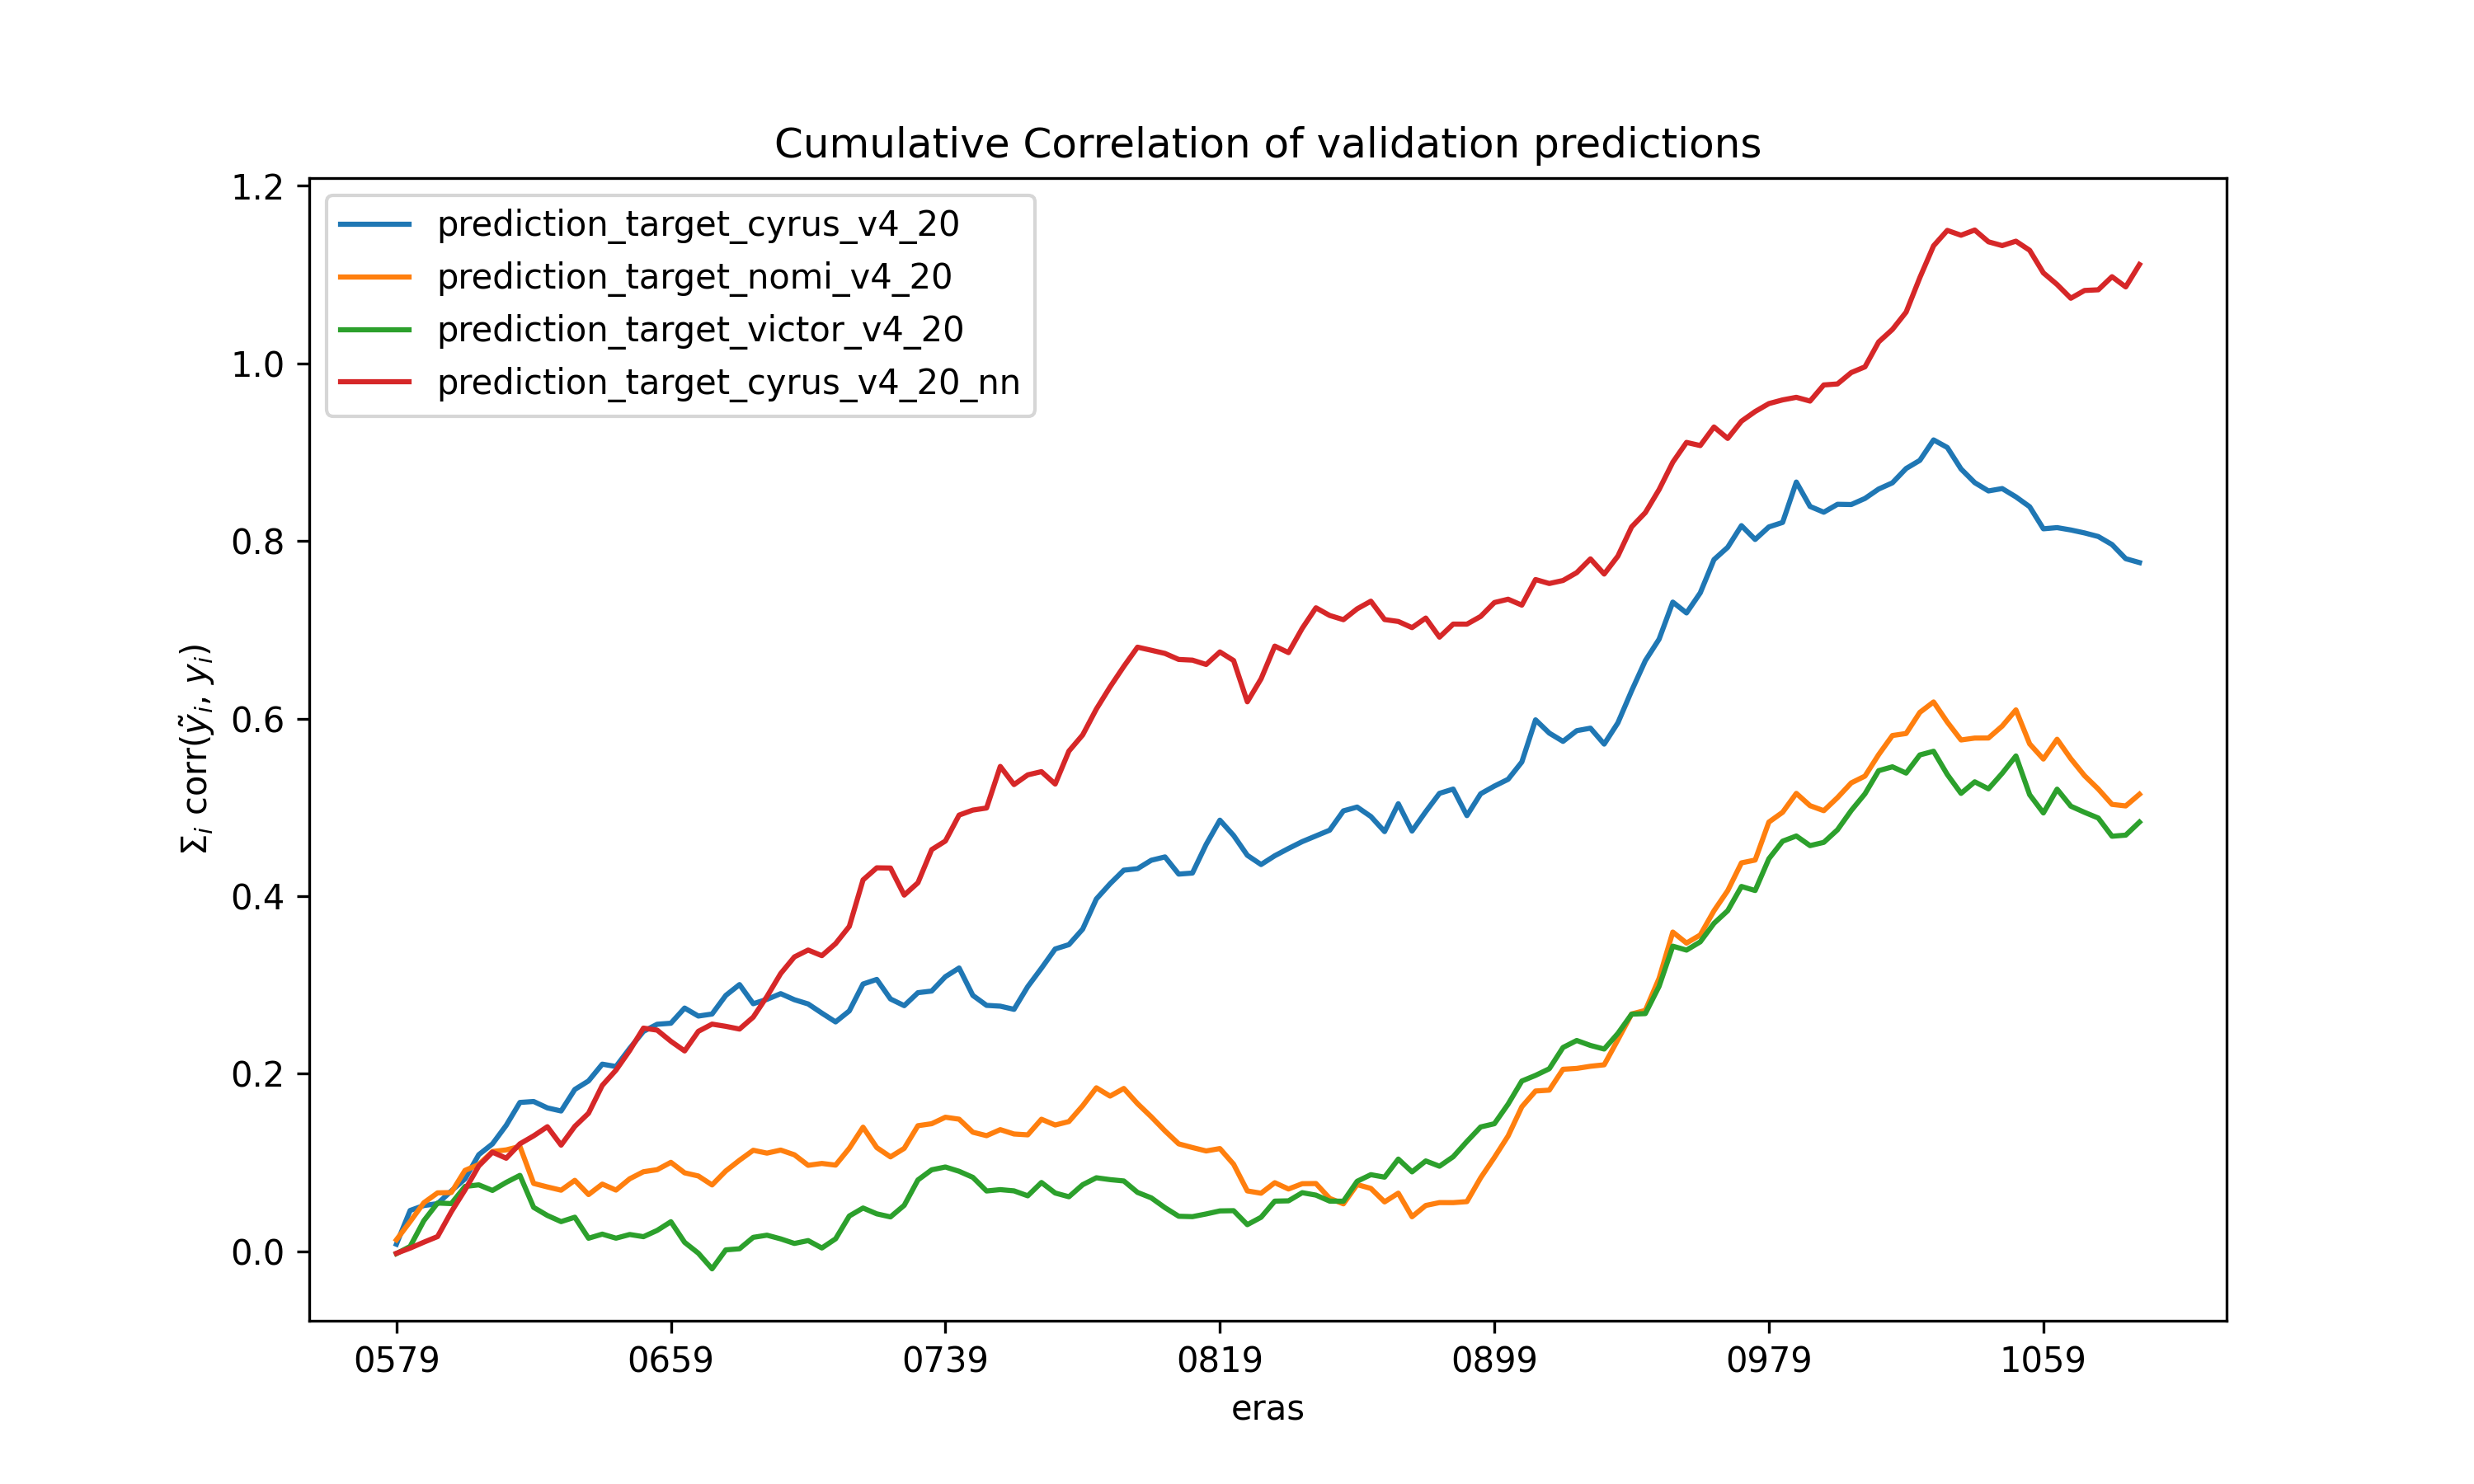 Cumulative Correlation of validation predictions
prediction_target_cyrus_v4_20
prediction_target_nomi_v4_20
prediction_target_victor_v4_20
prediction_target_cyrus_v4_20_nn
1.2
1.0
0.8
0.6
0.4
0.2
0.0
Σᵢ corr(ỹᵢ, yᵢ)
0579 0659 0739 0819 0899 0979 1059
eras